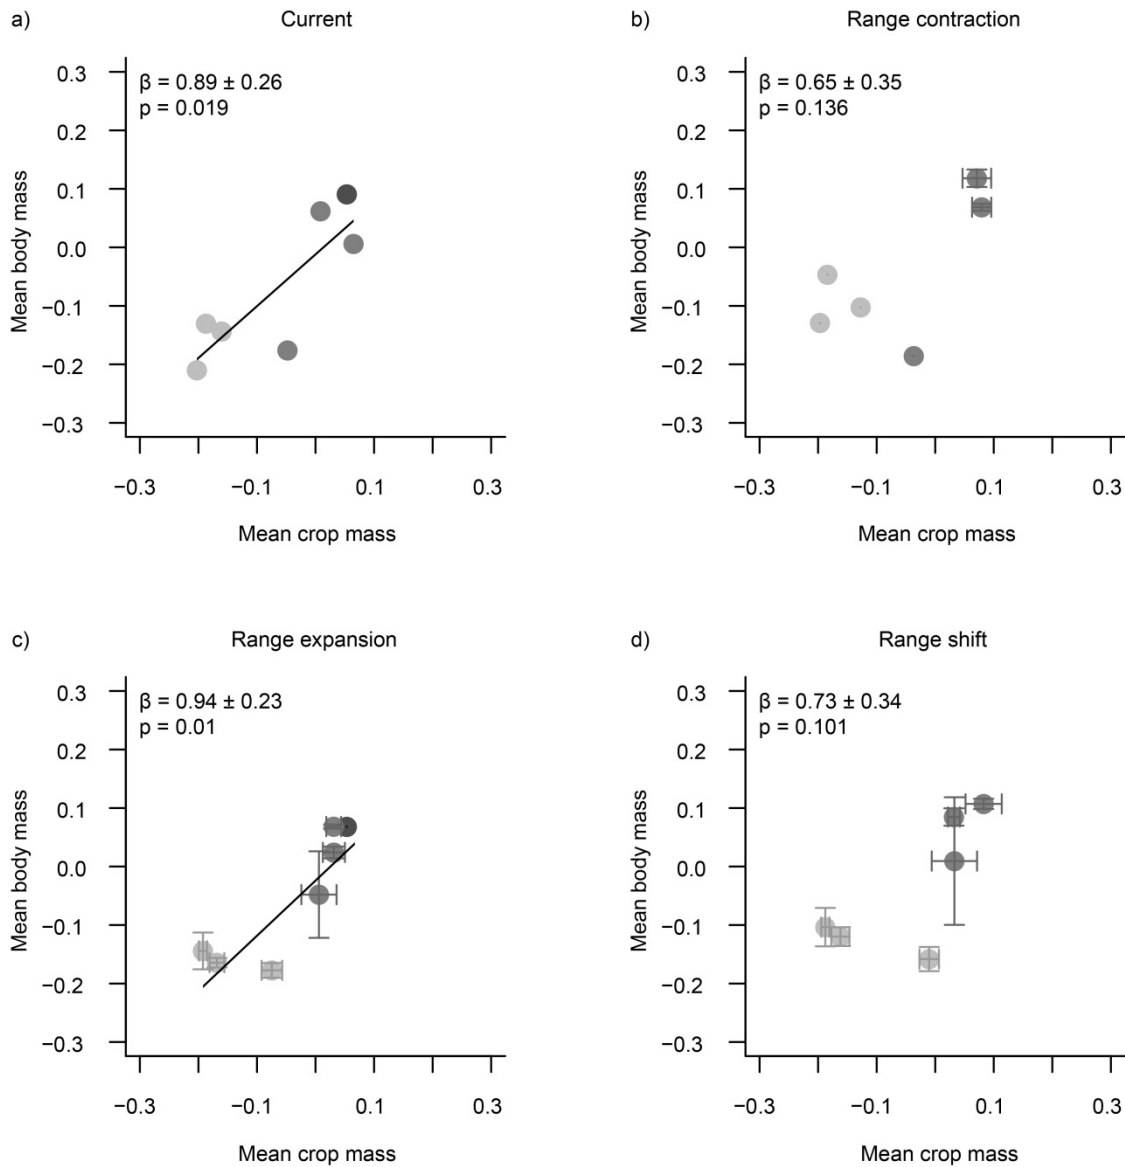 a)
Current
β = 0.89 ± 0.26
p = 0.019
0.3
0.2
0.1
0.0
−0.1
−0.2
−0.3
Mean body mass
−0.3
−0.1
0.1
0.3
Mean crop mass
b)
Range contraction
β = 0.65 ± 0.35
p = 0.136
0.3
0.2
0.1
0.0
−0.1
−0.2
−0.3
Mean body mass
−0.3
−0.1
0.1
0.3
Mean crop mass
c)
Range expansion
β = 0.94 ± 0.23
p = 0.01
0.3
0.2
0.1
0.0
−0.1
−0.2
−0.3
Mean body mass
−0.3
−0.1
0.1
0.3
Mean crop mass
d)
Range shift
β = 0.73 ± 0.34
p = 0.101
0.3
0.2
0.1
0.0
−0.1
−0.2
−0.3
Mean body mass
−0.3
−0.1
0.1
0.3
Mean crop mass